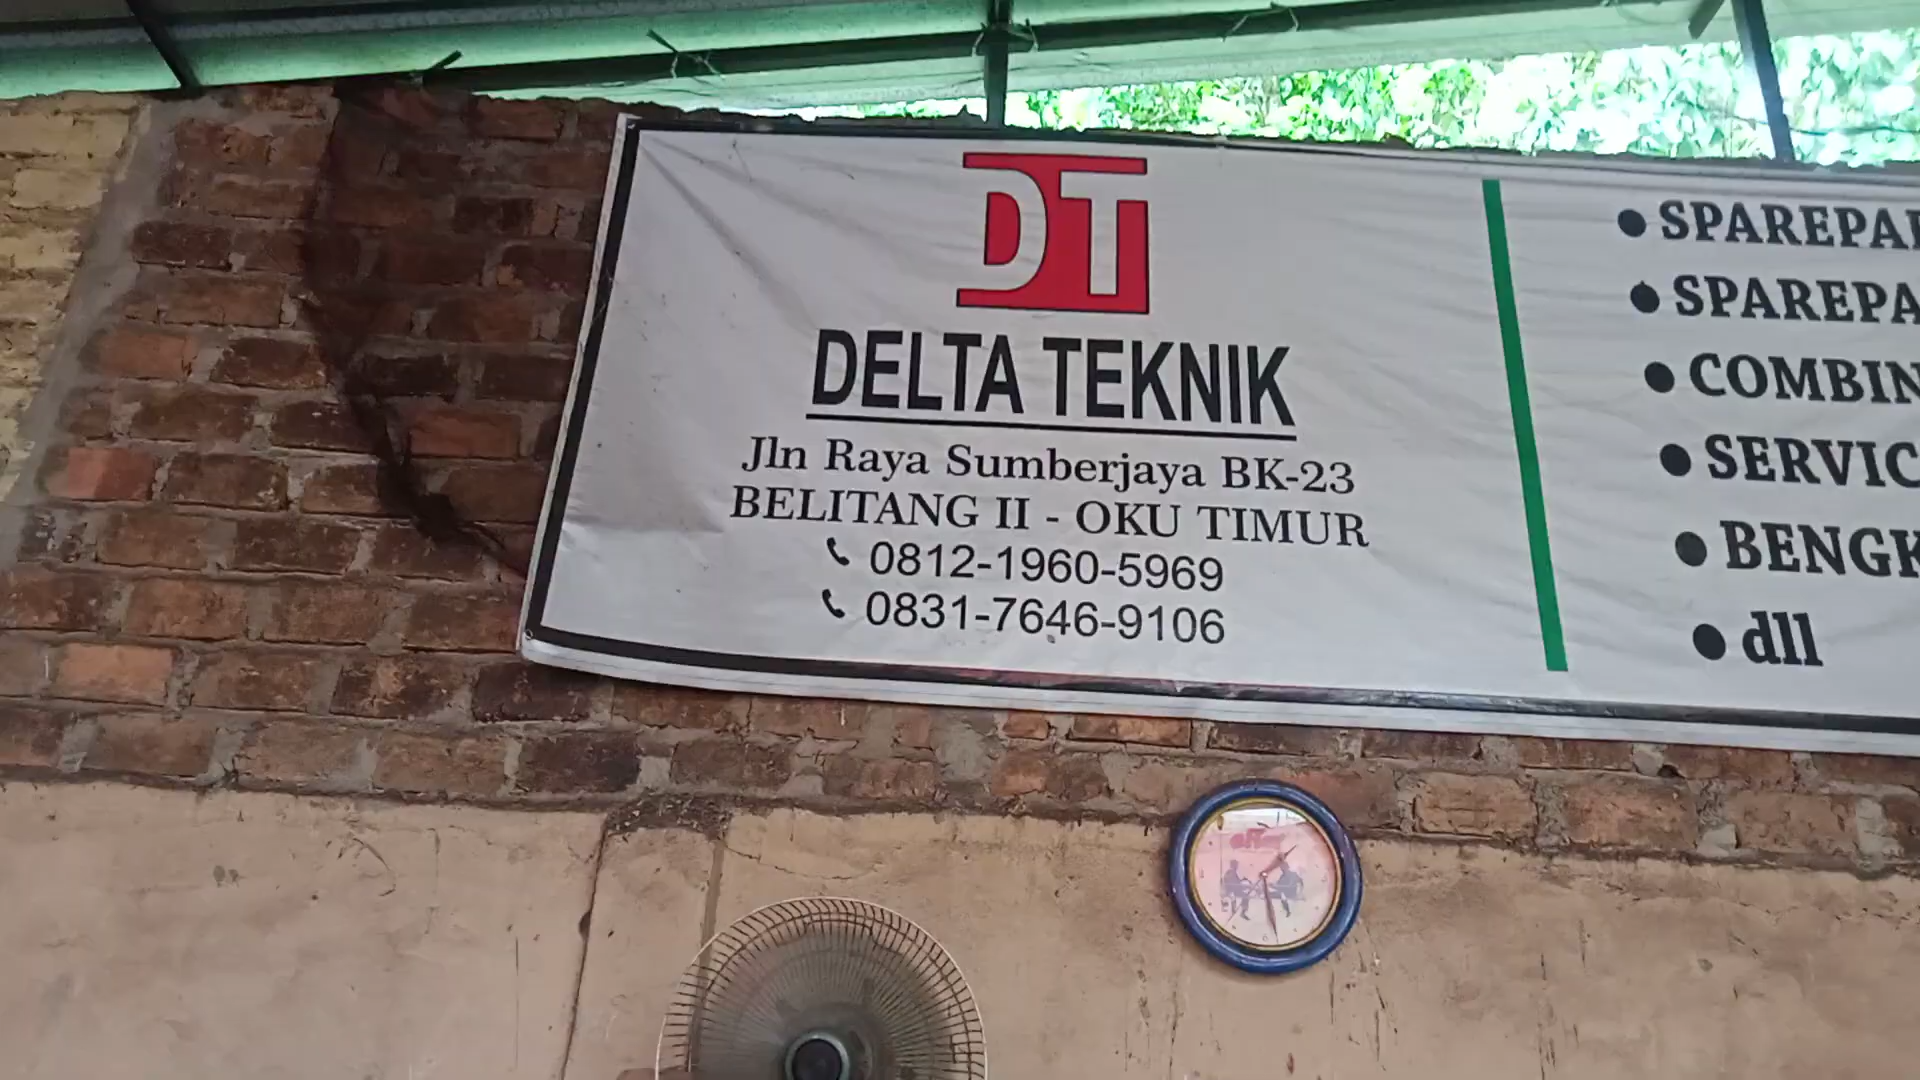 DT
DELTA TEKNIK
Jln Raya Sumberjaya BK-23
BELITANG II - OKU TIMUR
0812-1960-5969
0831-7646-9106
• SPAREPA
• SPAREPA
• COMBIN
• SERVIC
• BENGK
• dll